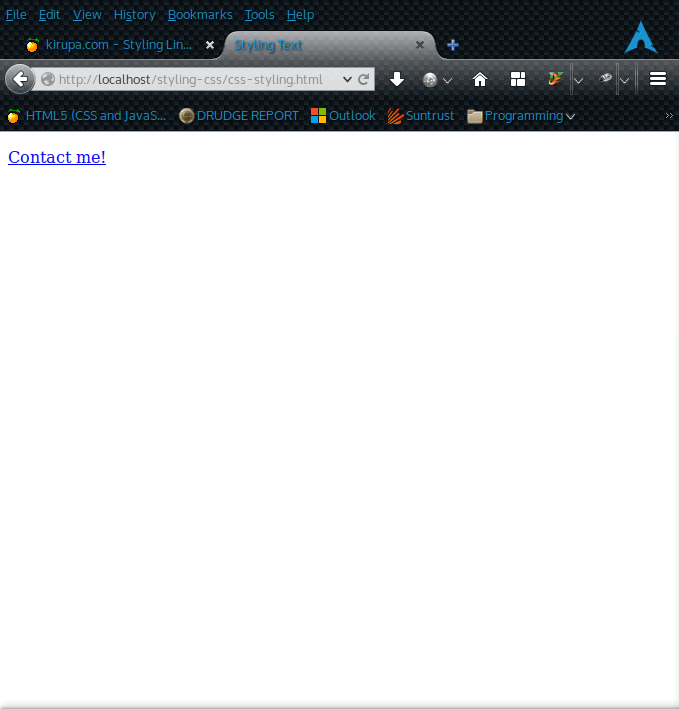 File Edit View History Bookmarks Tools Help
kirupa.com - Styling Lin... Styling Text
http://localhost/styling-css/css-styling.html
HTML5 (CSS and JavaS... DRUDGE REPORT Outlook Suntrust Programming
Contact me!